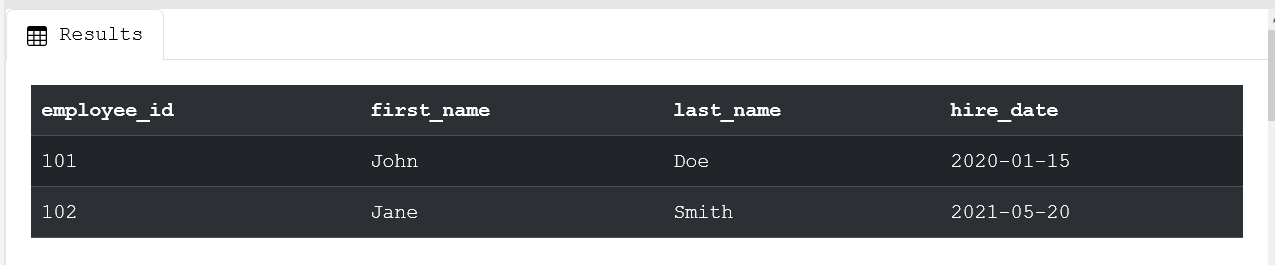 Results
employee_id first_name last_name hire_date
101 John Doe 2020-01-15
102 Jane Smith 2021-05-20